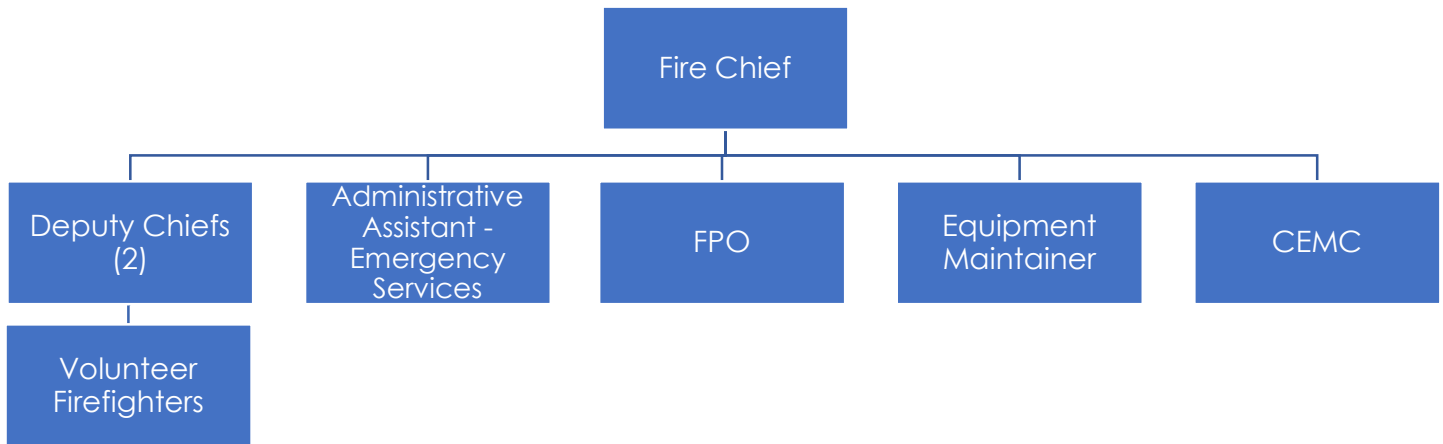 Fire Chief
Deputy Chiefs
(2)
Administrative
Assistant -
Emergency
Services
FPO
Equipment
Maintainer
CEMC
Volunteer
Firefighters